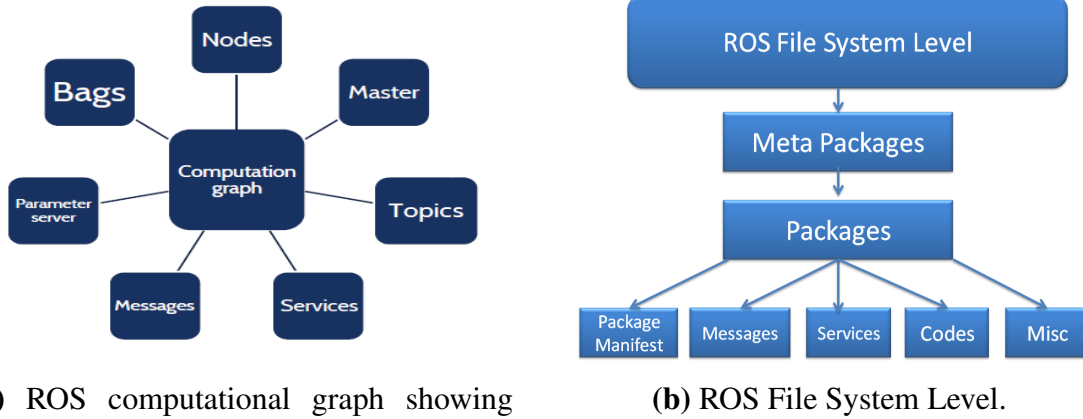 Nodes
Bags
Master
Computation
graph
Parameter
server
Topics
Messages
Services
ROS File System Level
Meta Packages
Packages
Package
Manifest
Messages
Services
Codes
Misc
) ROS computational graph showing
(b) ROS File System Level.